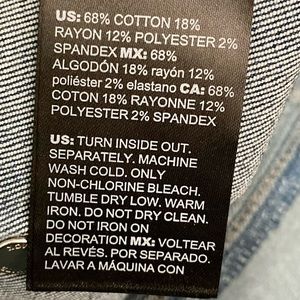 US: 68% COTTON 18%
RAYON 12% POLYESTER 2%
SPANDEX MX: 68%
ALGODÓN 18% rayón 12%
poliéster 2% elastano CA: 68%
COTON 18% RAYONNE 12%
POLYESTER 2% SPANDEX
US: TURN INSIDE OUT.
SEPARATELY. MACHINE
WASH COLD. ONLY
NON-CHLORINE BLEACH.
TUMBLE DRY LOW. WARM
IRON. DO NOT DRY CLEAN.
DO NOT IRON ON
DECORATION MX: VOLTEAR
AL REVÉS. POR SEPARADO.
LAVAR A MÁQUINA CON